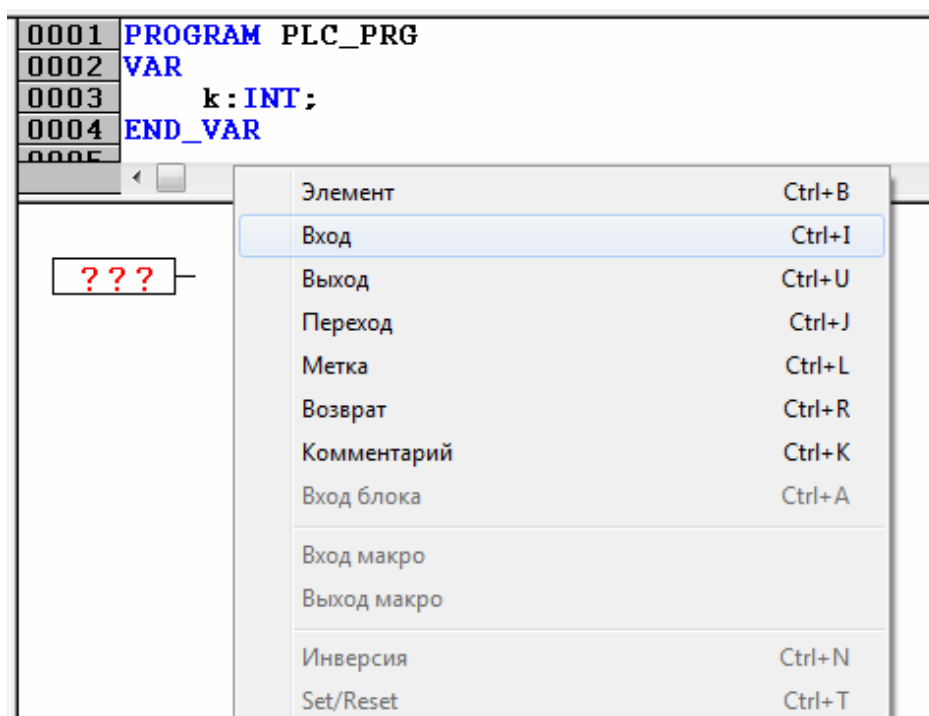 0001 PROGRAM PLC_PRG
0002 VAR
0003 k:INT;
0004 END_VAR
0005
Элемент Ctrl+B
Вход Ctrl+I
???
Выход Ctrl+U
Переход Ctrl+J
Метка Ctrl+L
Возврат Ctrl+R
Комментарий Ctrl+K
Вход блока Ctrl+A
Вход макро
Выход макро
Инверсия Ctrl+N
Set/Reset Ctrl+T